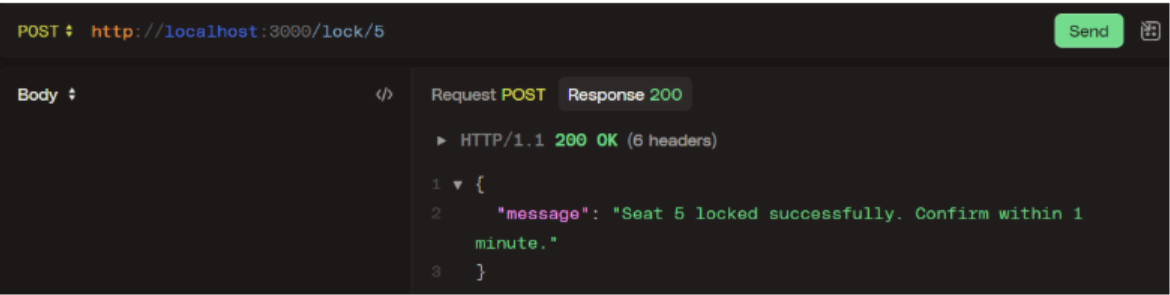 POST http://localhost:3000/lock/5 Send
Body </> Request POST Response 200
HTTP/1.1 200 OK (6 headers)
1 {
2 "message": "Seat 5 locked successfully. Confirm within 1
minute."
3 }